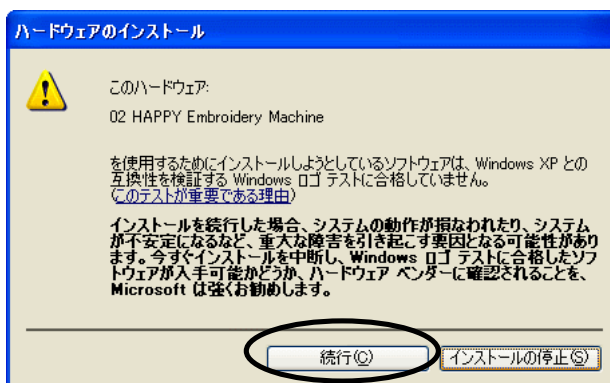 ハードウェアのインストール
このハードウェア:
02 HAPPY Embroidery Machine
を使用するためにインストールしようとしているソフトウェアは、Windows XP との
互換性を検証する Windows ロゴ テストに合格していません。
(このテストが重要である理由)
インストールを続行した場合、システムの動作が損なわれたり、システム
が不安定になるなど、重大な障害を引き起こす要因となる可能性があり
ます。今すぐインストールを中断し、Windows ロゴ テストに合格したソフ
トウェアが入手可能かどうか、ハードウェア ベンダーに確認されることを、
Microsoft は強くお勧めします。
続行(C)
インストールの停止(S)